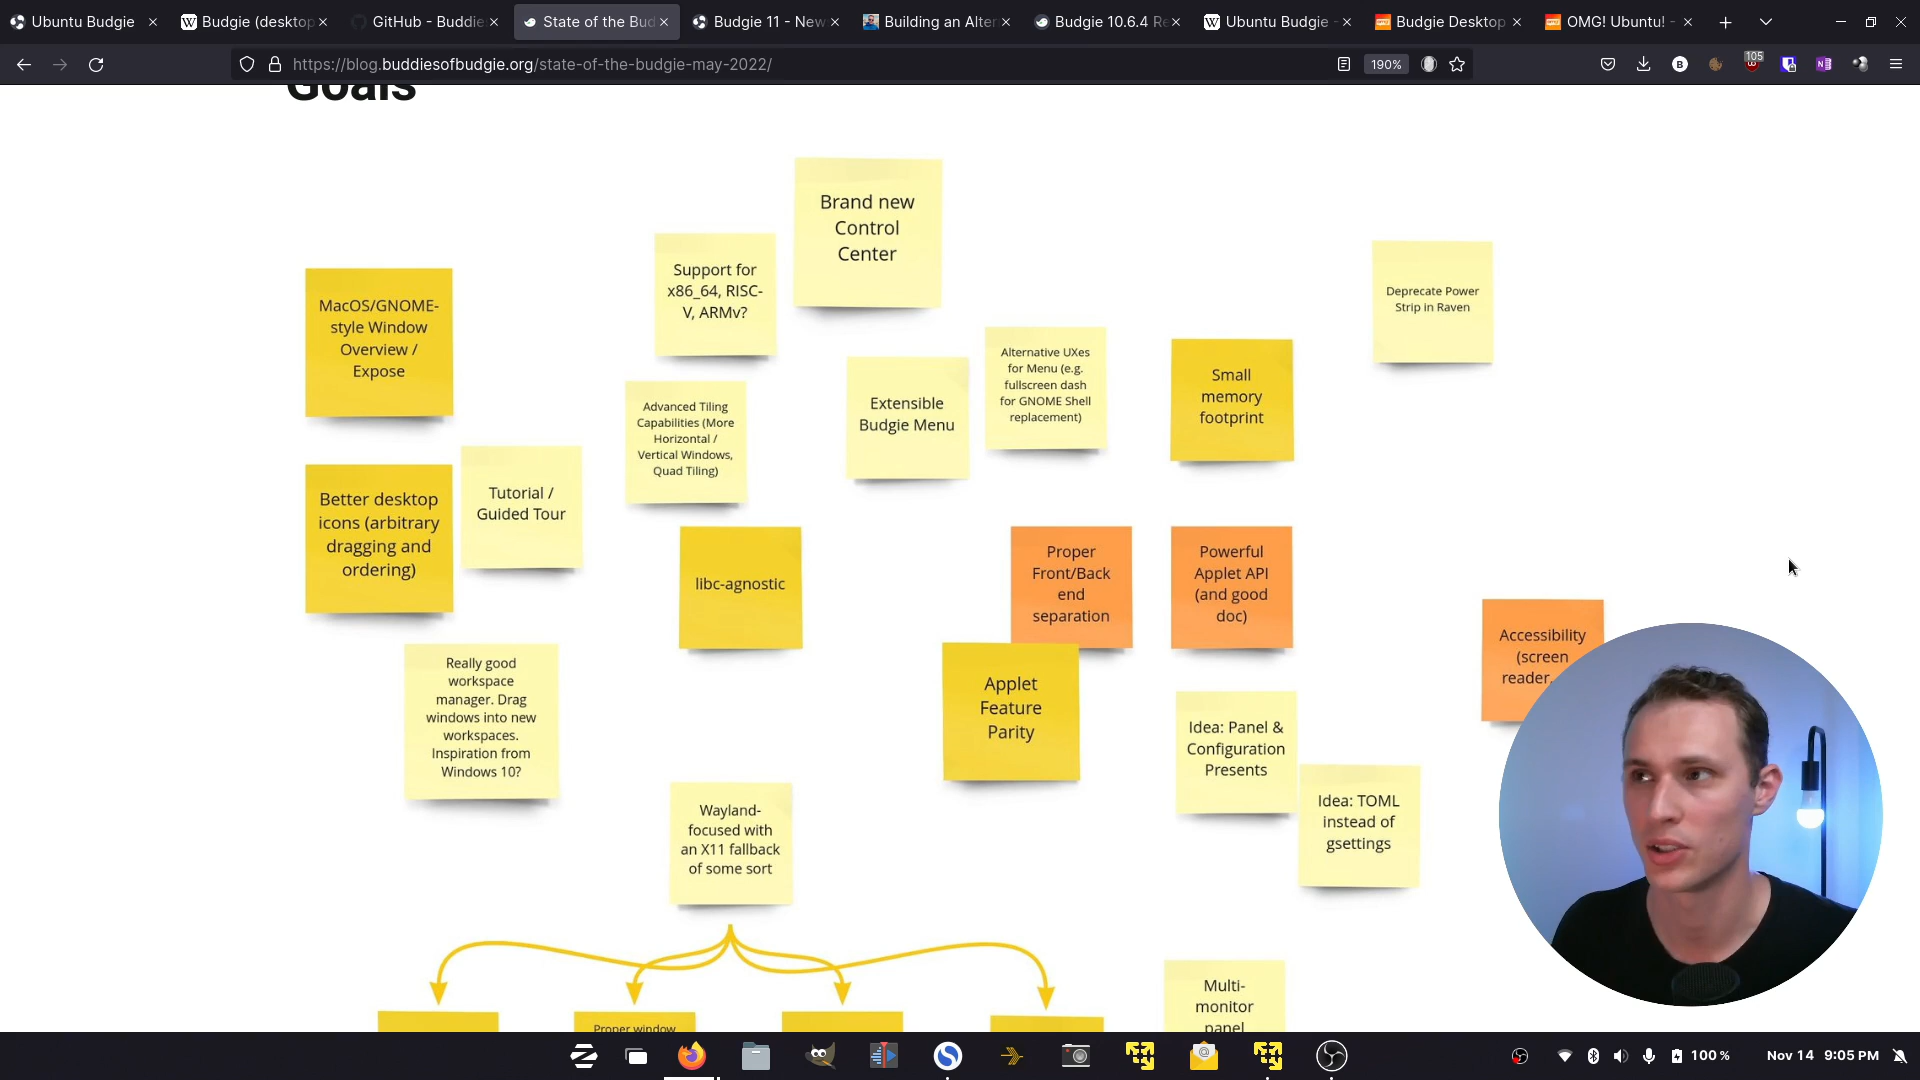 Ubuntu Budgie
Budgie (desktop
GitHub - Buddie
State of the Bud
Budgie 11 - New
Building an Alter
Budgie 10.6.4 Re
Ubuntu Budgie -
Budgie Desktop
OMG! Ubuntu! -
https://blog.buddiesofbudgie.org/state-of-the-budgie-may-2022/
190%
105
Goals
Brand new
Control
Center
Support for
x86_64, RISC-
V, ARMv?
Deprecate Power
Strip in Raven
MacOS/GNOME-
style Window
Overview /
Expose
Alternative UXes
for Menu (e.g.
fullscreen dash
for GNOME Shell
replacement)
Small
memory
footprint
Extensible
Budgie Menu
Advanced Tiling
Capabilities (More
Horizontal /
Vertical Windows,
Quad Tiling)
Better desktop
icons (arbitrary
dragging and
ordering)
Tutorial /
Guided Tour
libc-agnostic
Proper
Front/Back
end
separation
Powerful
Applet API
(and good
doc)
Accessibility
(screen
reader.
Really good
workspace
manager. Drag
windows into new
workspaces.
Inspiration from
Windows 10?
Applet
Feature
Parity
Idea: Panel &
Configuration
Presents
Idea: TOML
instead of
gsettings
Wayland-
focused with
an X11 fallback
of some sort
Multi-
monitor
panel
Proper window
100 %
Nov 14 9:05 PM